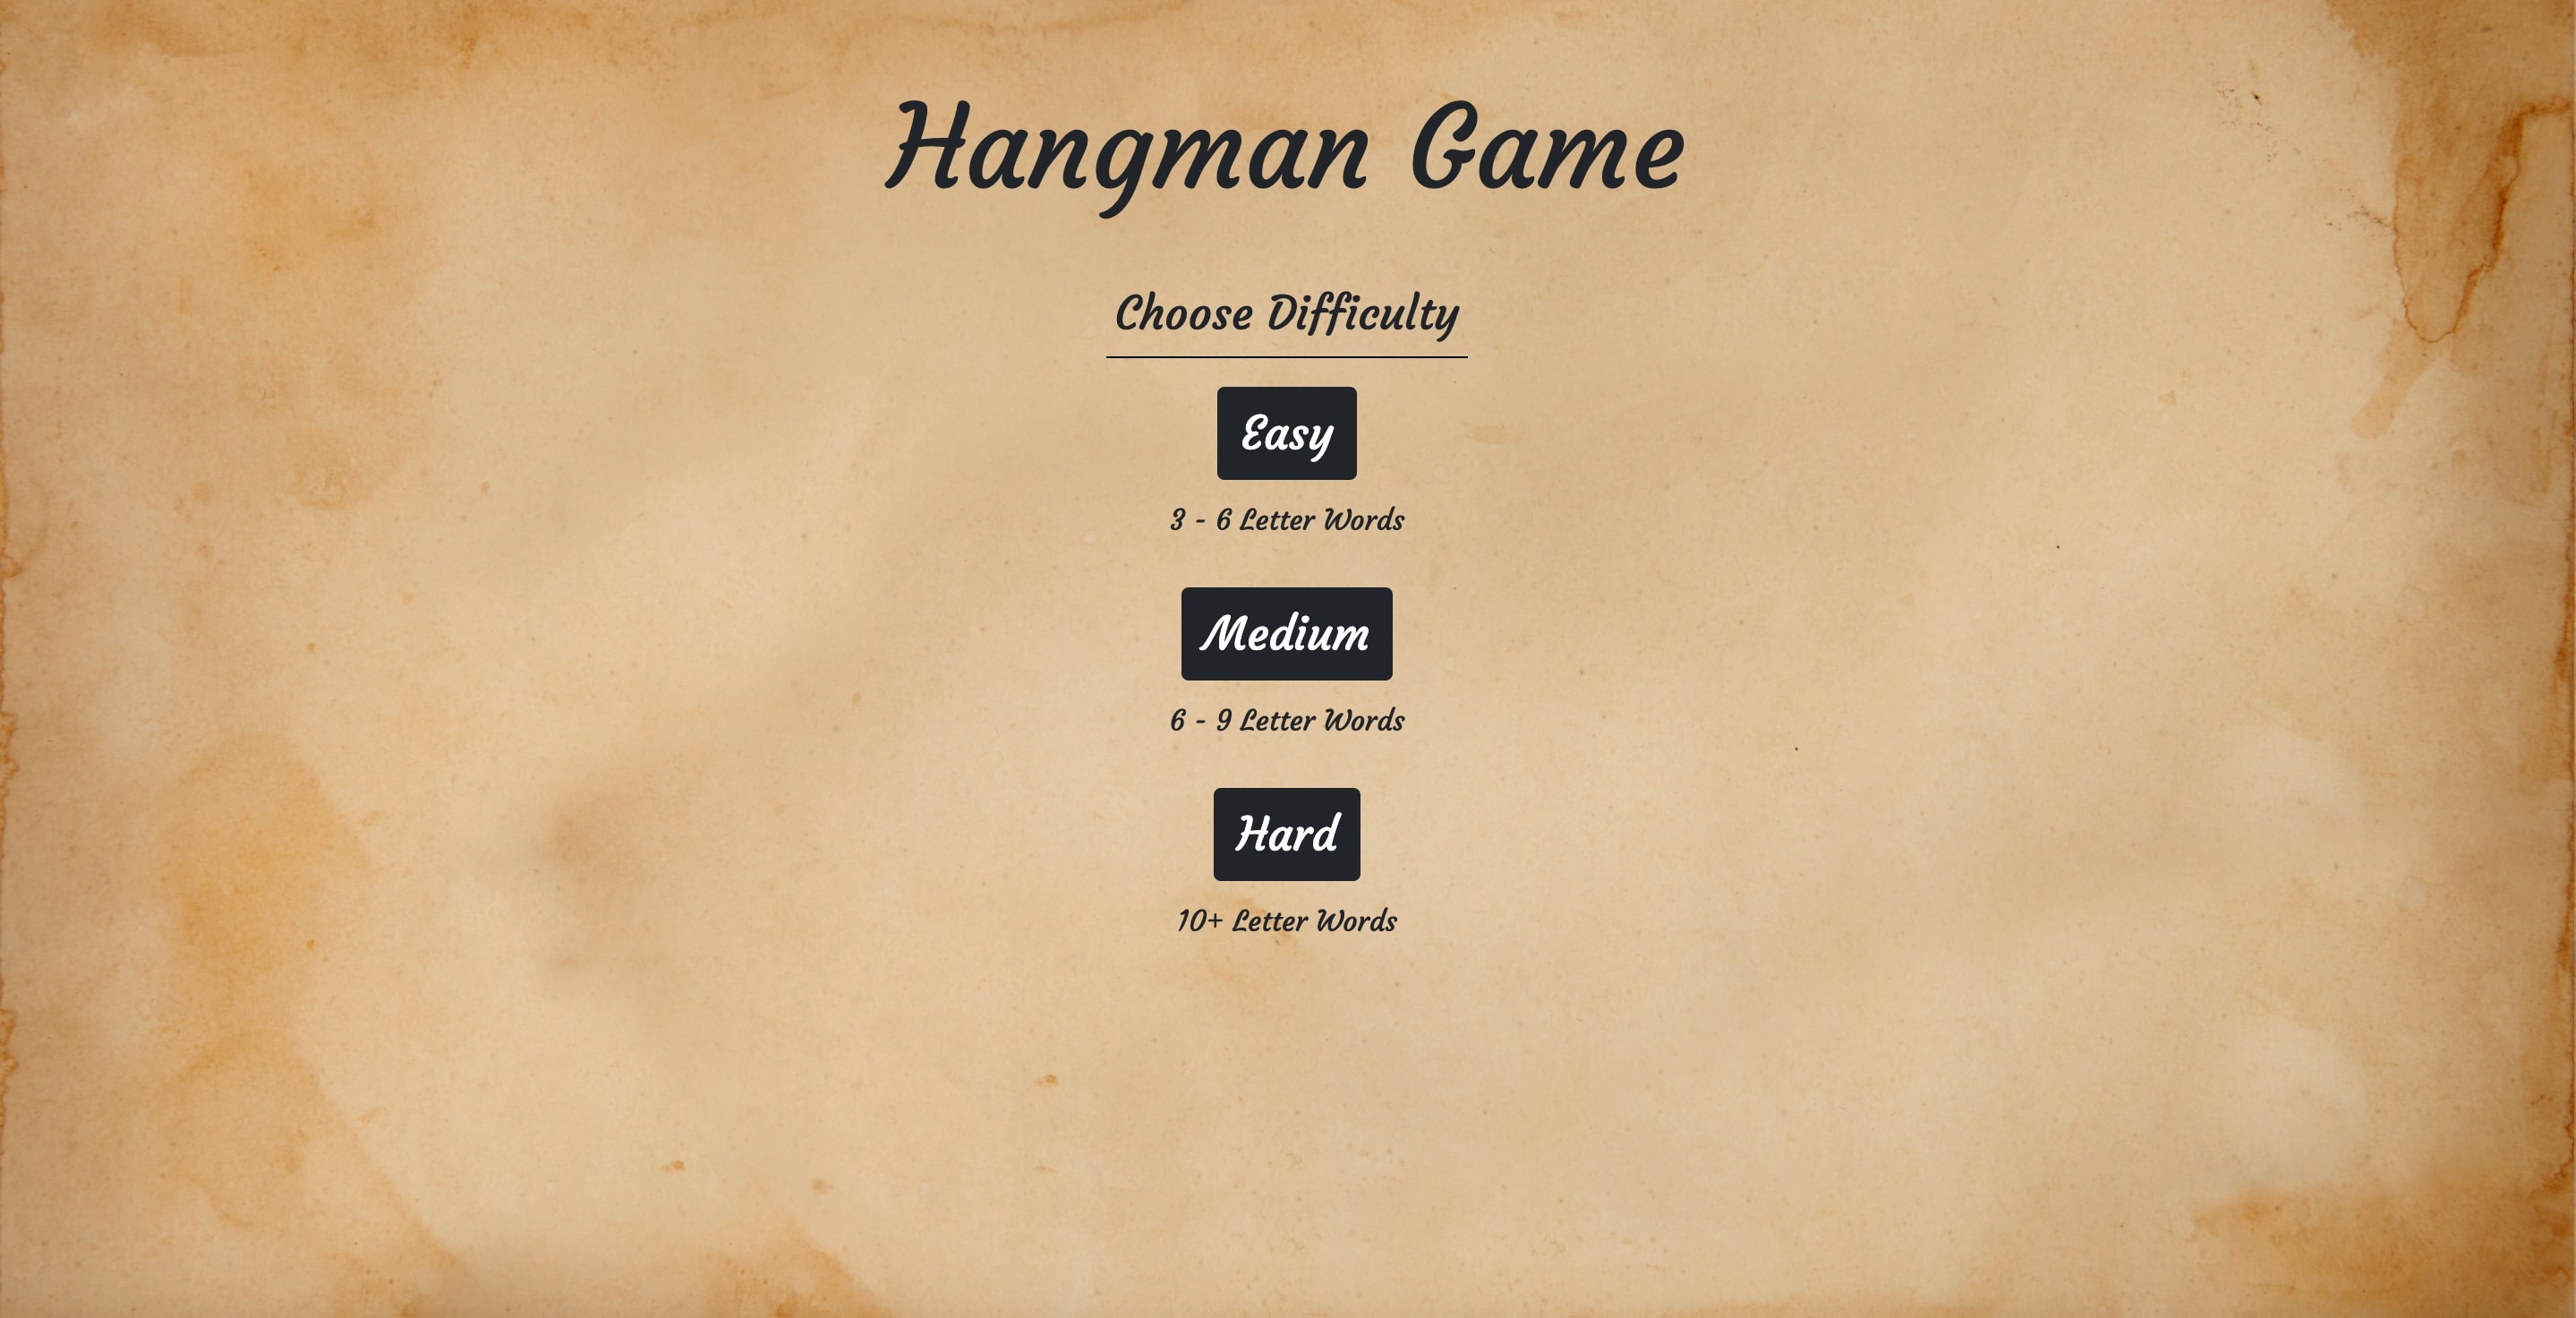 Hangman Game
Choose Difficulty
Easy
3 - 6 Letter Words
Medium
6 - 9 Letter Words
Hard
10+ Letter Words